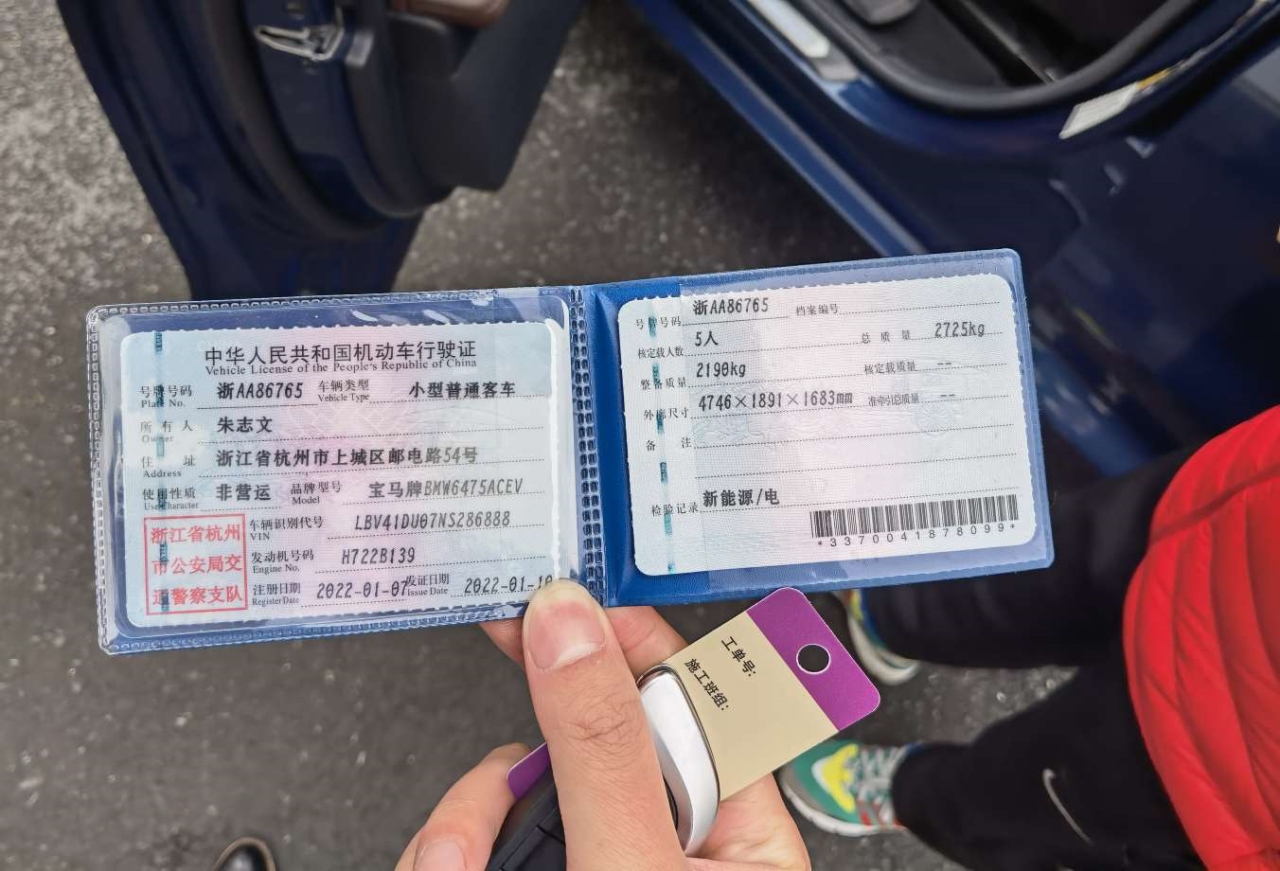 中华人民共和国机动车行驶证
Vehicle License of the People's Republic of China
号牌号码 浙AA86765 车辆类型 小型普通客车
Plate No. Vehicle Type
所有人 朱志文
Owner
住址 浙江省杭州市上城区邮电路54号
Address
使用性质 非营运 品牌型号 宝马牌BMW6475ACEV
Use Character Model
浙江省杭州
市公安局交
通警察支队
车辆识别代号 LBV41DU07NS286888
VIN
发动机号码 H722B139
Engine No.
注册日期 2022-01-07 发证日期 2022-01-10
Register Date Issue Date
号牌号码 浙AA86765 档案编号
核定载人数 5人 总质量 2725kg
整备质量 2190kg 核定载质量 --
外廓尺寸 4746×1891×1683mm 准牵引总质量 --
备注
检验记录 新能源/电
*3370041878099*
工单号:
施工班组: